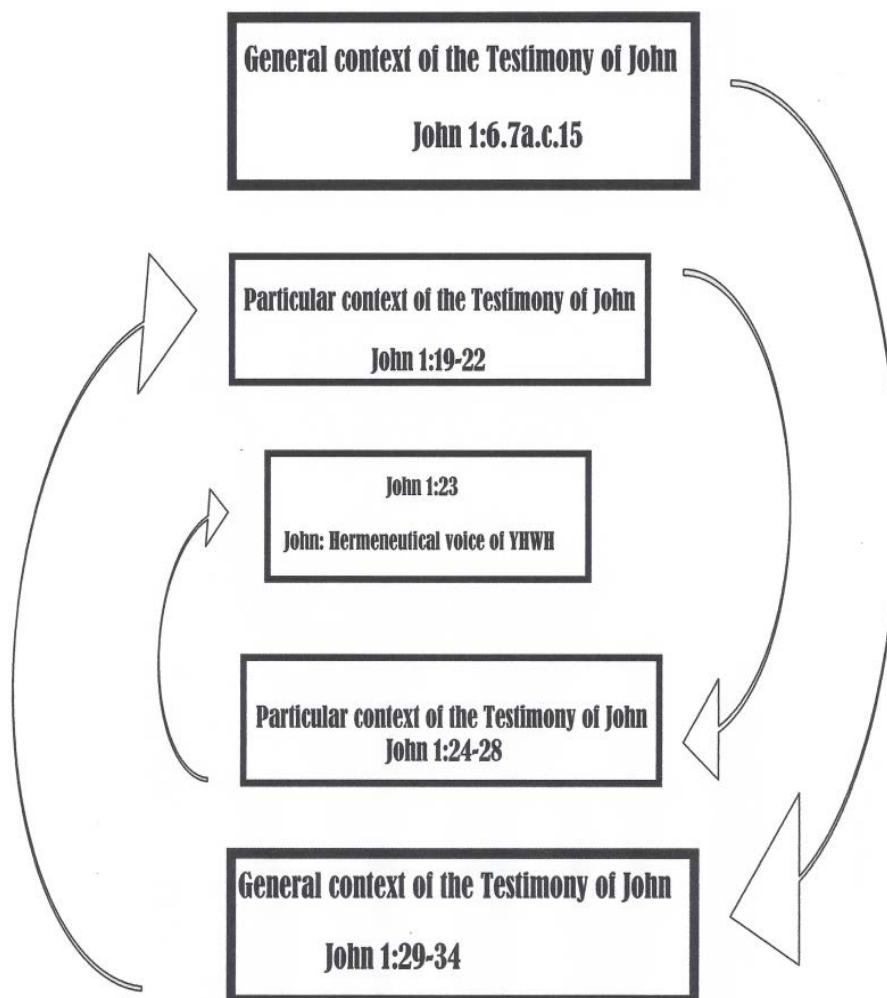 General context of the Testimony of John
John 1:6.7a.c.15
Particular context of the Testimony of John
John 1:19-22
John 1:23
John: Hermeneutical voice of YHWH
Particular context of the Testimony of John
John 1:24-28
General context of the Testimony of John
John 1:29-34